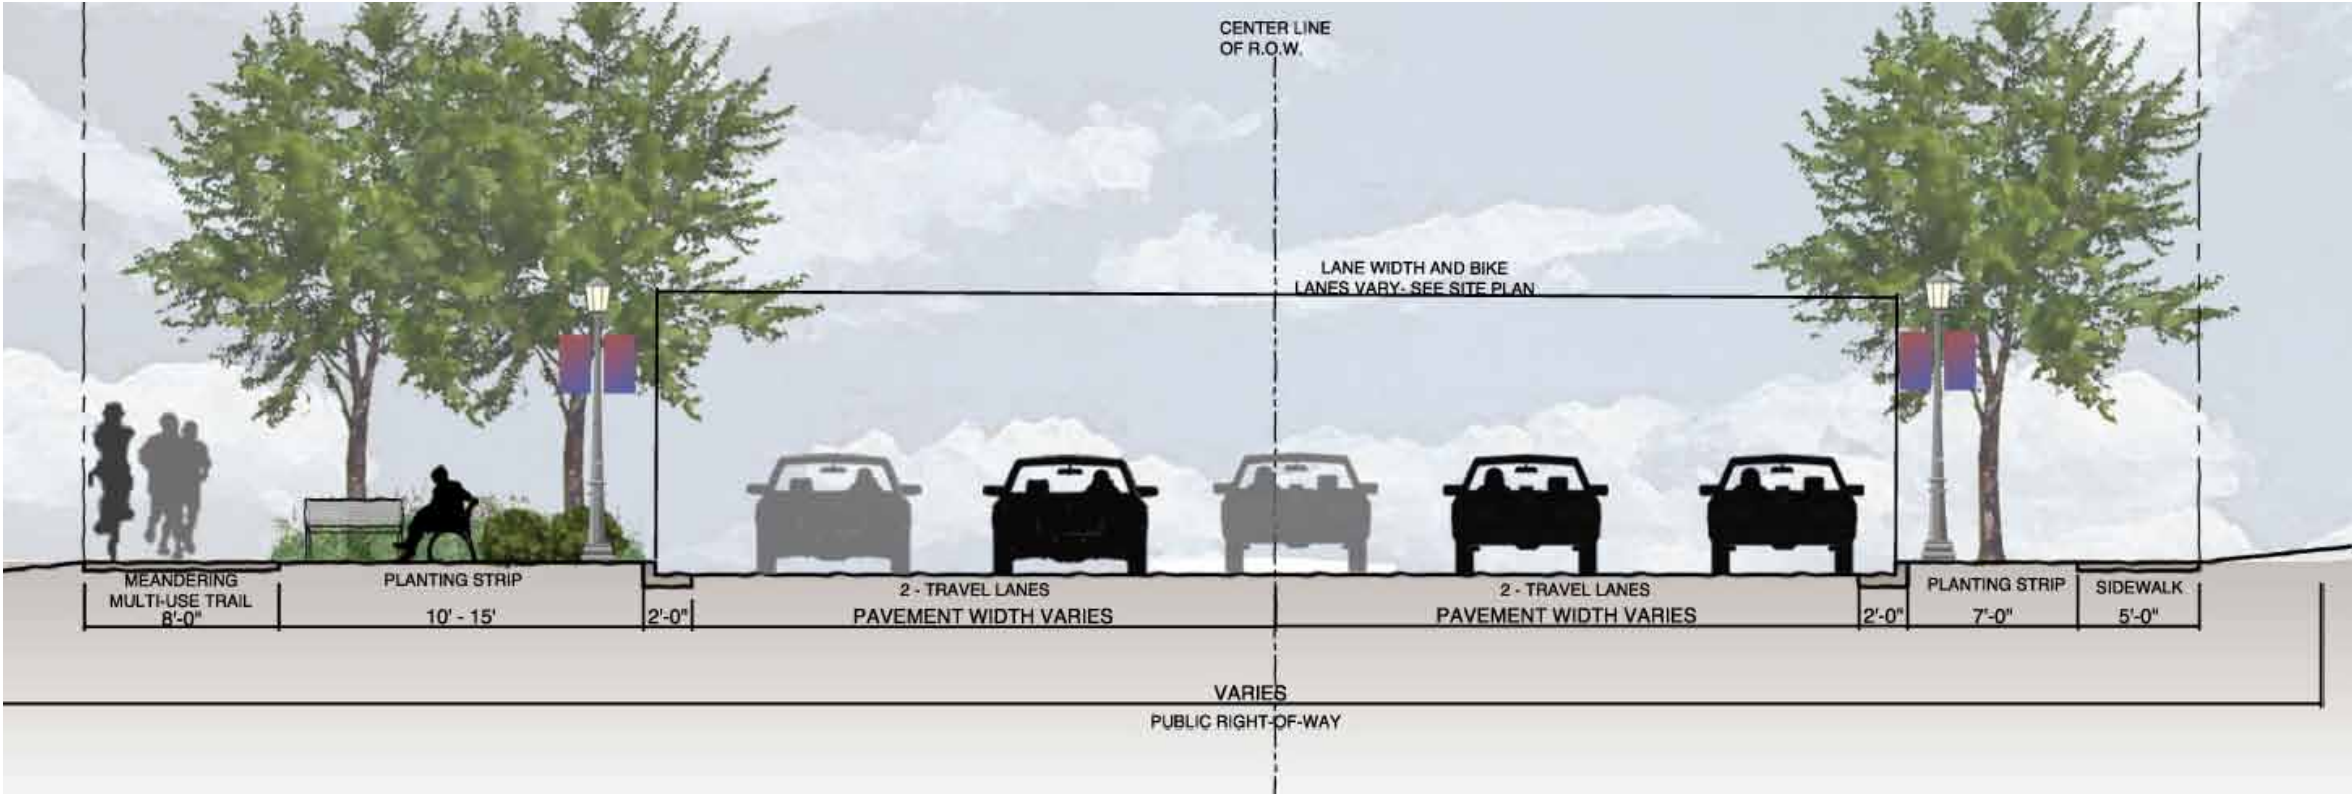 CENTER LINE
OF R.O.W.
LANE WIDTH AND BIKE
LANES VARY- SEE SITE PLAN
MEANDERING
MULTI-USE TRAIL
8'-0"
PLANTING STRIP
10' - 15'
2'-0"
2 - TRAVEL LANES
PAVEMENT WIDTH VARIES
2 - TRAVEL LANES
PAVEMENT WIDTH VARIES
2'-0"
PLANTING STRIP
7'-0"
SIDEWALK
5'-0"
VARIES
PUBLIC RIGHT-OF-WAY